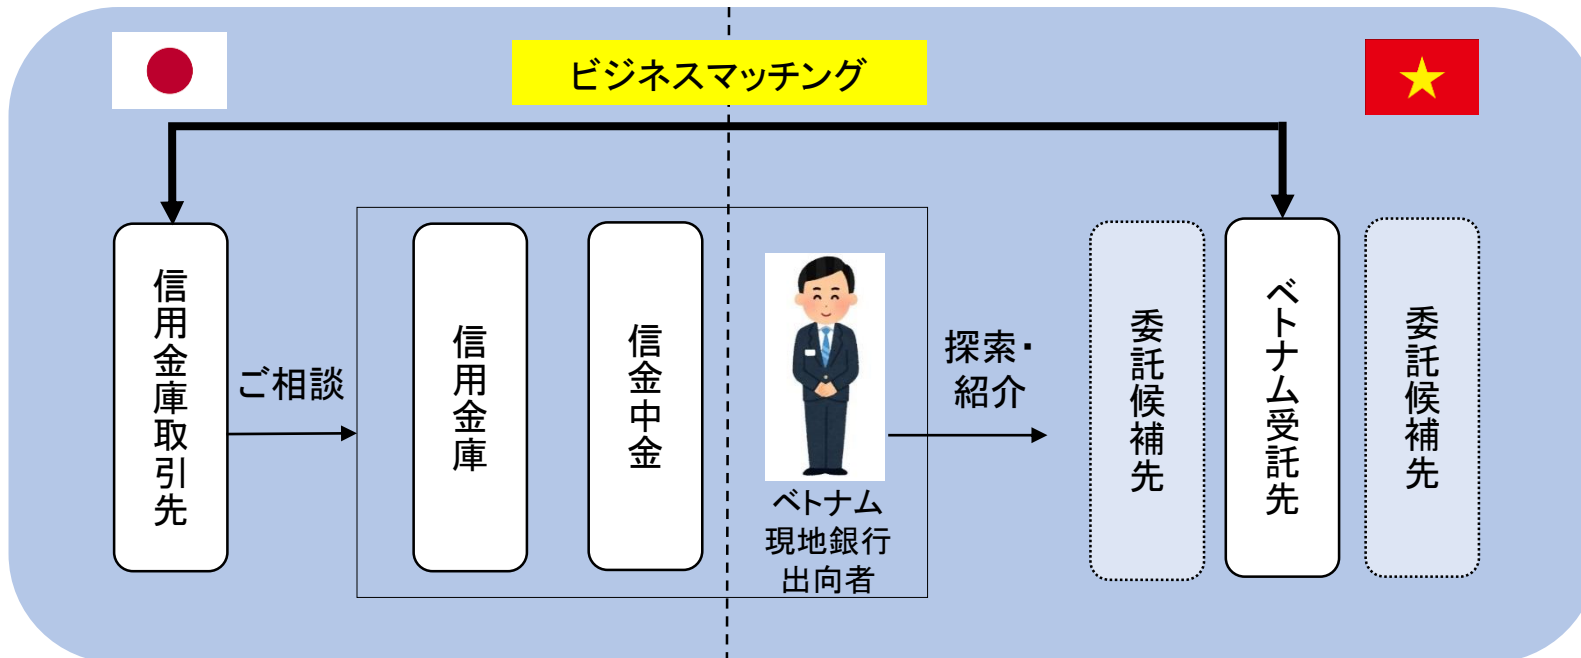 ビジネスマッチング
信用金庫取引先
ご相談
信用金庫
信金中金
ベトナム
現地銀行
出向者
探索・
紹介
委託候補先
ベトナム受託先
委託候補先